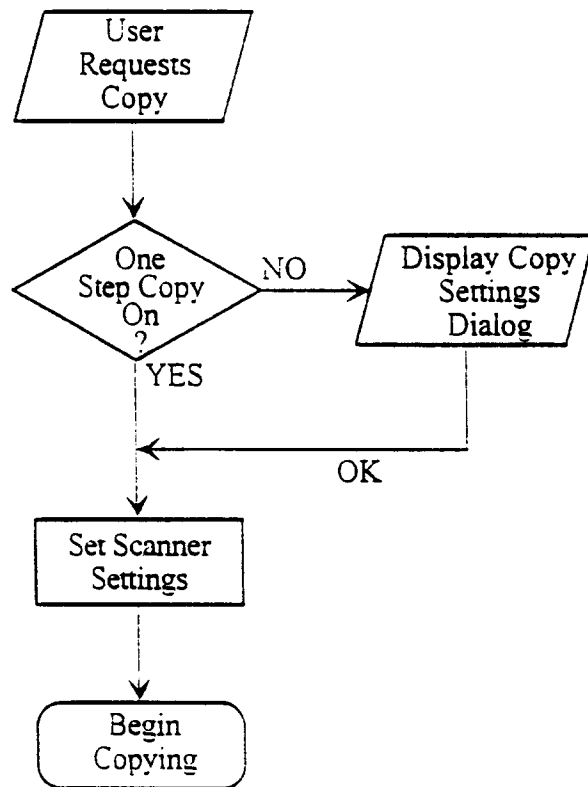 User
Requests
Copy
One
Step Copy
On
?
NO
Display Copy
Settings
Dialog
YES
OK
Set Scanner
Settings
Begin
Copying